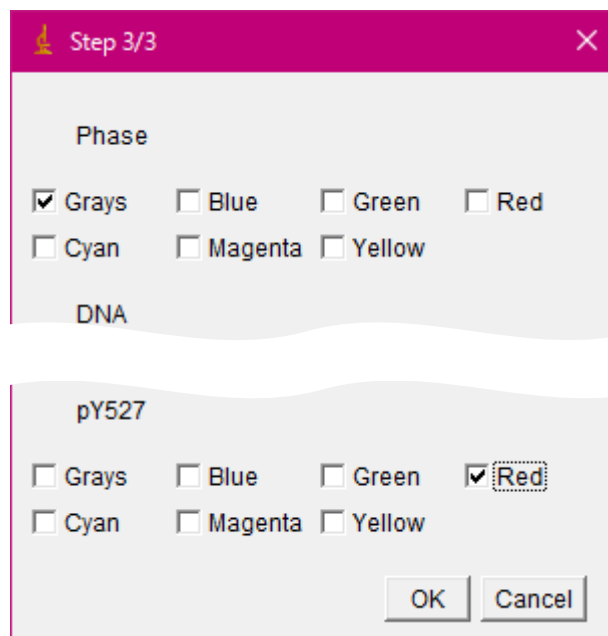 Step 3/3
Phase
Grays Blue Green Red
Cyan Magenta Yellow
DNA
pY527
Grays Blue Green Red
Cyan Magenta Yellow
OK Cancel